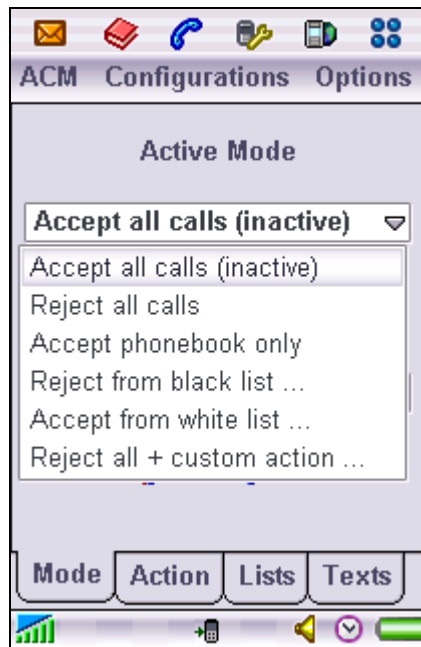 ACM Configurations Options
Active Mode
Accept all calls (inactive)
Accept all calls (inactive)
Reject all calls
Accept phonebook only
Reject from black list ...
Accept from white list ...
Reject all + custom action ...
Mode Action Lists Texts